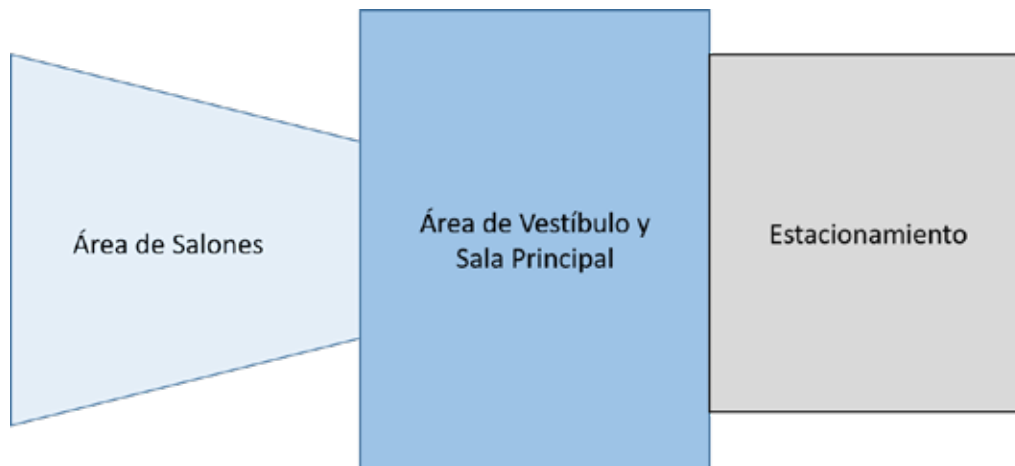 Área de Salones
Área de Vestíbulo y
Sala Principal
Estacionamiento